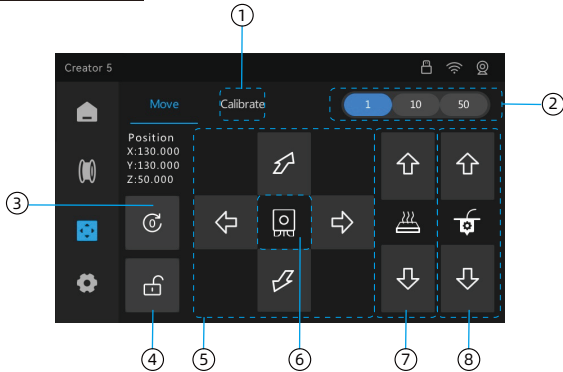 ①
Creator 5
Move
Calibrate
1
10
50
②
Position
X:130.000
Y:130.000
Z:50.000
③
0
④
⑤
⑥
⑦
⑧